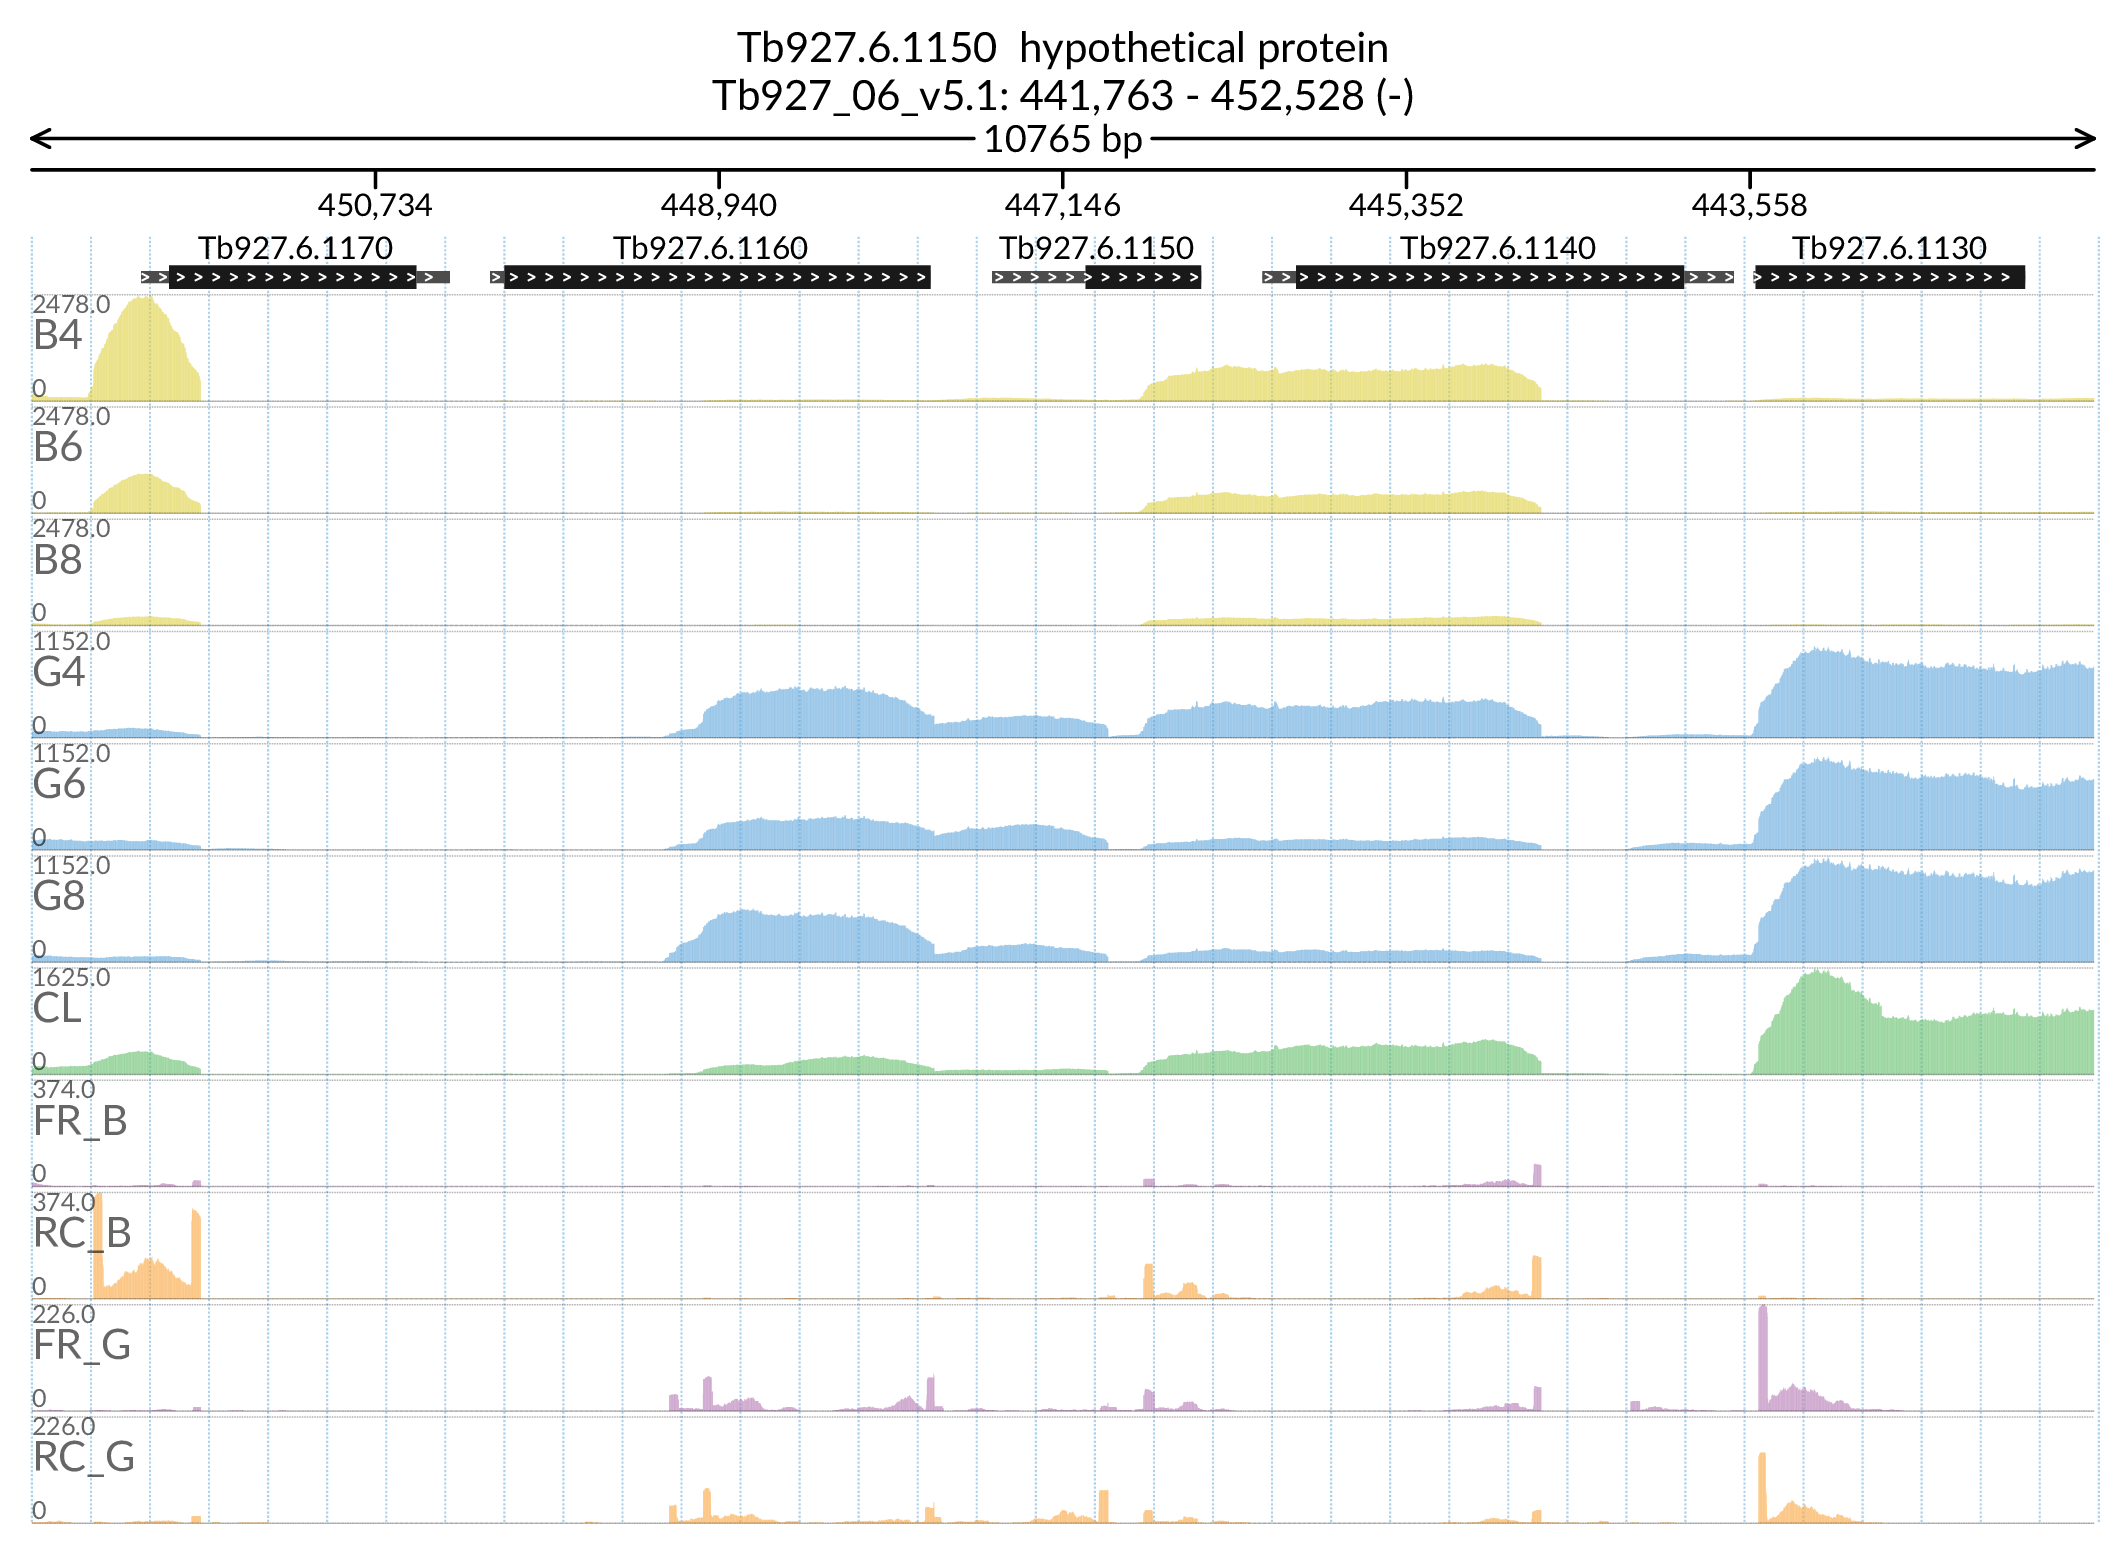 Tb927.6.1150  hypothetical protein
Tb927_06_v5.1: 441,763 - 452,528 (-)
10765 bp
450,734 448,940 447,146 445,352 443,558
Tb927.6.1170 Tb927.6.1160 Tb927.6.1150 Tb927.6.1140 Tb927.6.1130
2478.0
B4
0
2478.0
B6
0
2478.0
B8
0
1152.0
G4
0
1152.0
G6
0
1152.0
G8
0
1625.0
CL
0
374.0
FR_B
0
374.0
RC_B
0
226.0
FR_G
0
226.0
RC_G
0